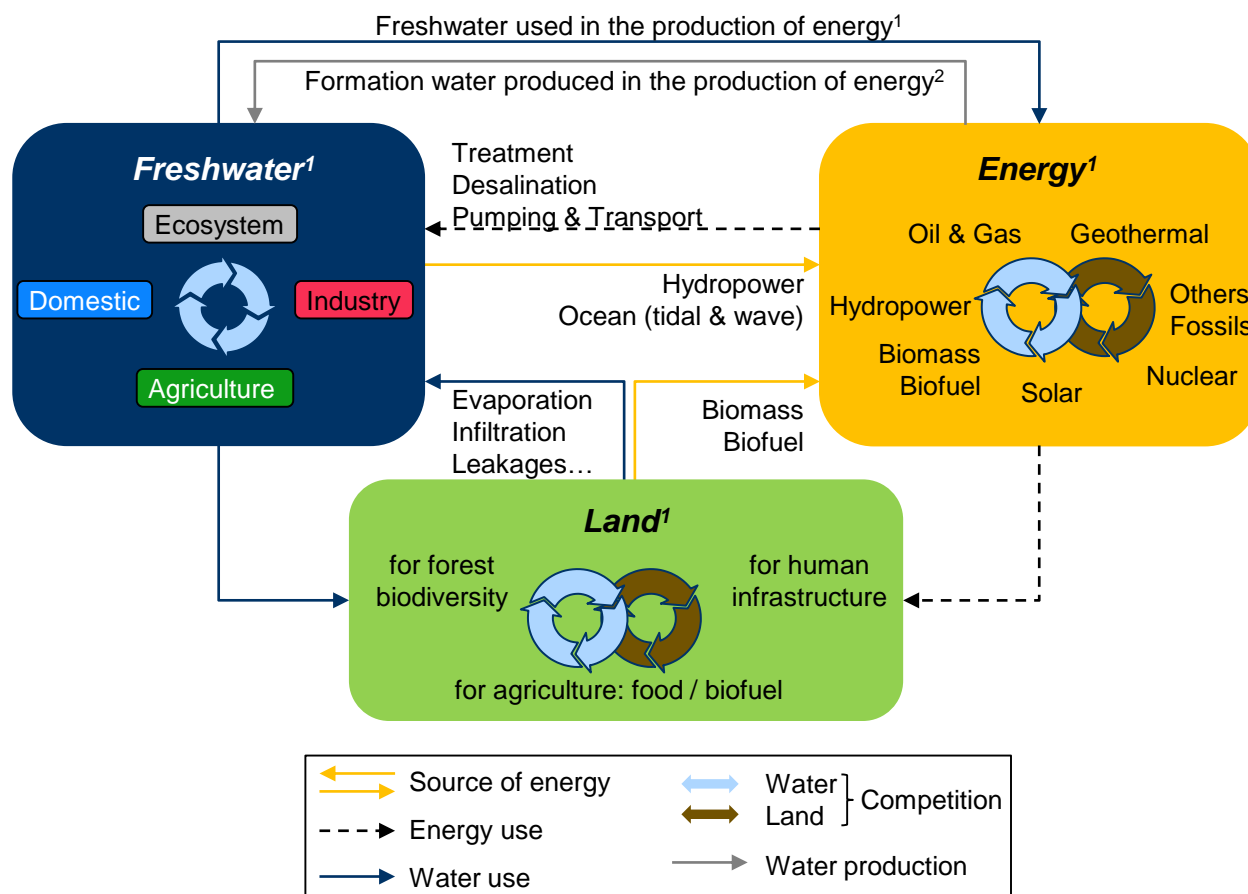 Freshwater used in the production of energy¹
Formation water produced in the production of energy²
Freshwater¹
Ecosystem
Domestic
Industry
Agriculture
Treatment
Desalination
Pumping & Transport
Hydropower
Ocean (tidal & wave)
Energy¹
Oil & Gas
Geothermal
Hydropower
Others
Fossils
Biomass
Biofuel
Solar
Nuclear
Evaporation
Infiltration
Leakages…
Biomass
Biofuel
Land¹
for forest
biodiversity
for human
infrastructure
for agriculture: food / biofuel
Source of energy
Energy use
Water use
Water
Land
Competition
Water production